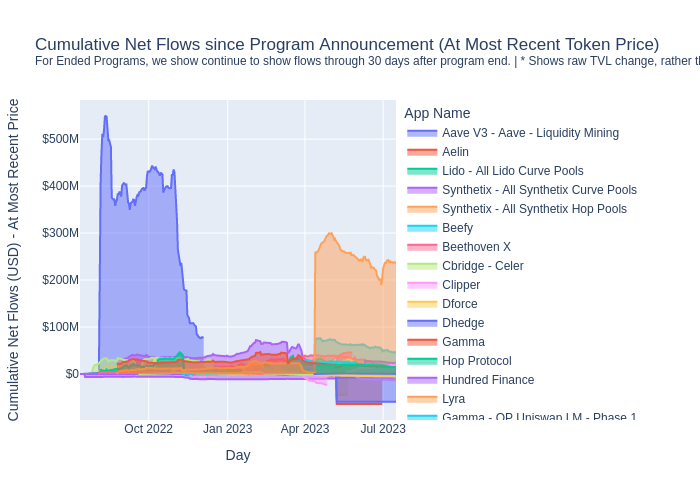 Cumulative Net Flows since Program Announcement (At Most Recent Token Price)
For Ended Programs, we show continue to show flows through 30 days after program end. | * Shows raw TVL change, rather
App Name
Aave V3 - Aave - Liquidity Mining
Aelin
Lido - All Lido Curve Pools
Synthetix - All Synthetix Curve Pools
Synthetix - All Synthetix Hop Pools
Beefy
Beethoven X
Cbridge - Celer
Clipper
Dforce
Dhedge
Gamma
Hop Protocol
Hundred Finance
Lyra
Gamma - OP Uniswap LM - Phase 1
Cumulative Net Flows (USD) - At Most Recent Price
$500M
$400M
$300M
$200M
$100M
$0
Oct 2022
Jan 2023
Apr 2023
Jul 2023
Day